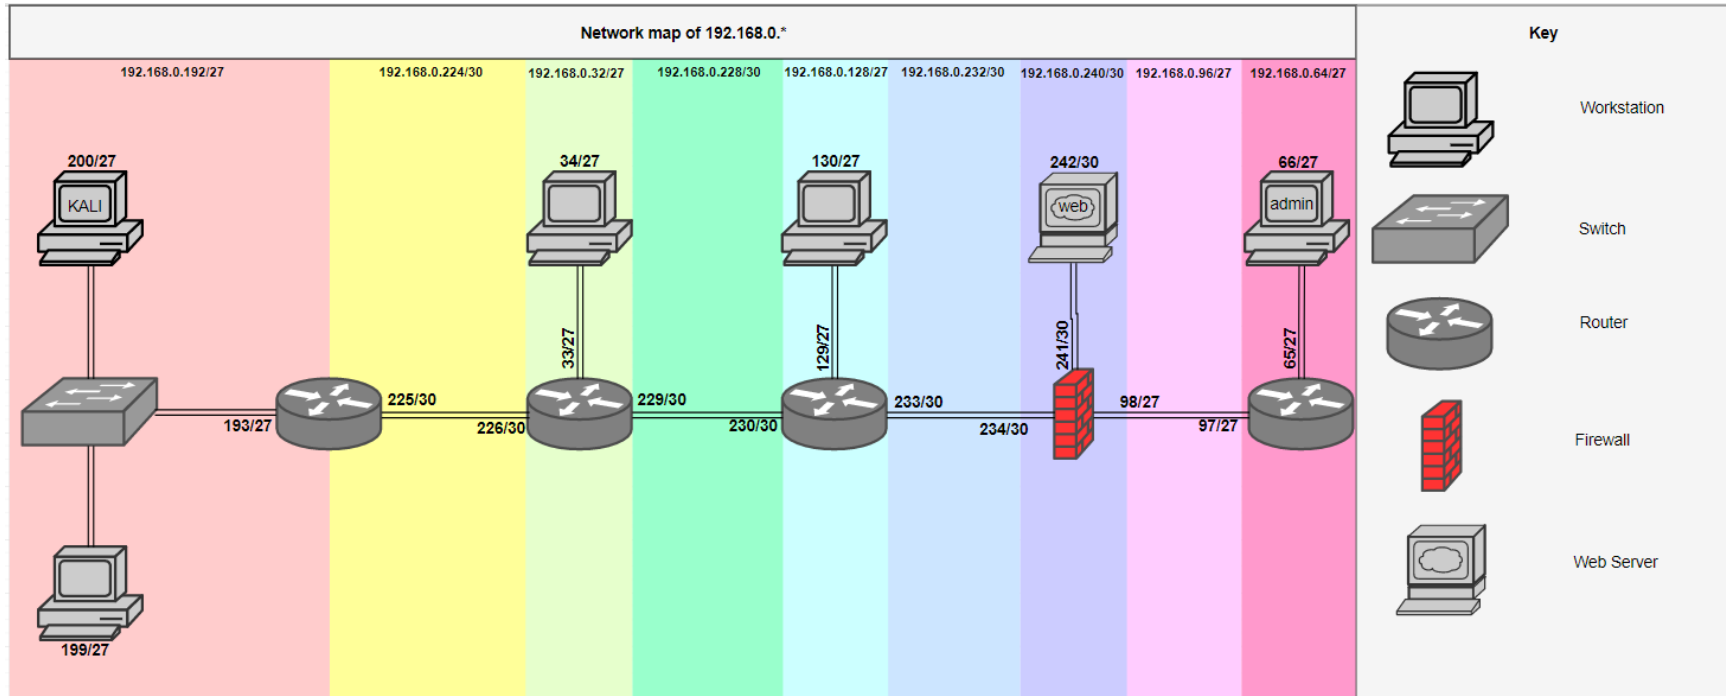 Network map of 192.168.0.*
Key
192.168.0.192/27
192.168.0.224/30
192.168.0.32/27
192.168.0.228/30
192.168.0.128/27
192.168.0.232/30
192.168.0.240/30
192.168.0.96/27
192.168.0.64/27
Workstation
200/27
34/27
130/27
242/30
66/27
KALI
web
admin
Switch
33/27
129/27
241/30
65/27
Router
225/30
229/30
233/30
98/27
193/27
226/30
230/30
234/30
97/27
Firewall
Web Server
199/27